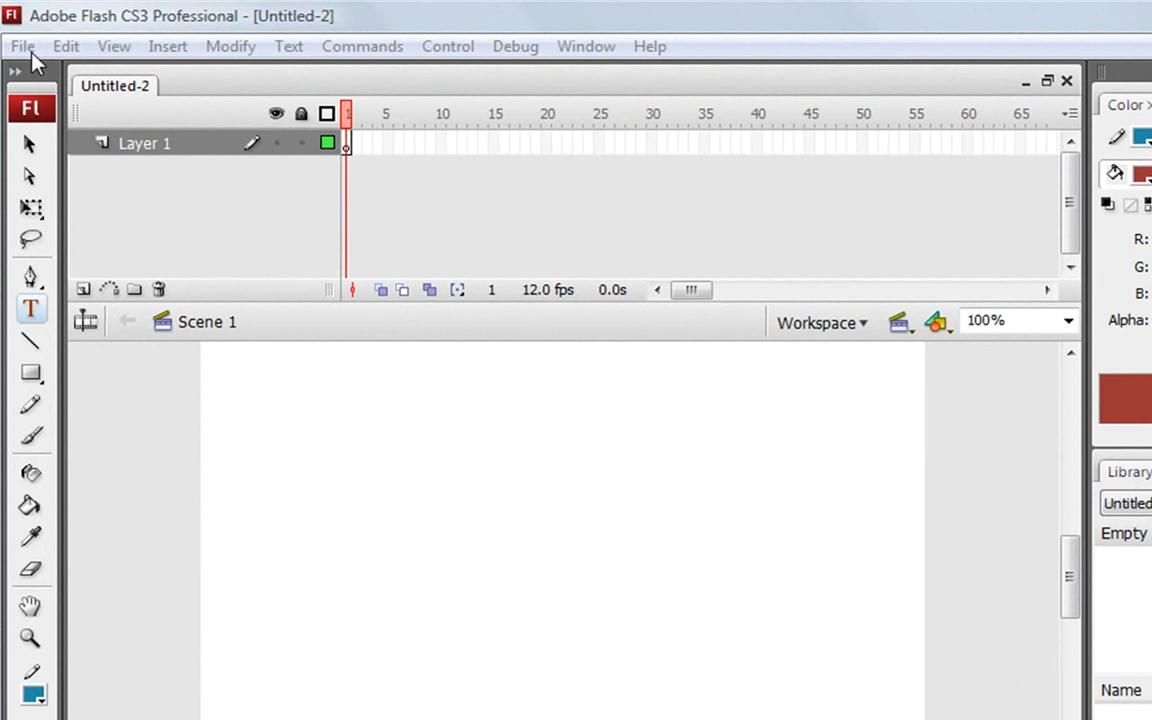 Fl Adobe Flash CS3 Professional - [Untitled-2]
File Edit View Insert Modify Text Commands Control Debug Window Help
Untitled-2
Color ×
Fl
1 5 10 15 20 25 30 35 40 45 50 55 60 65
Layer 1
R:
G:
B:
1 12.0 fps 0.0s
Scene 1 Workspace 100%
Alpha:
T
Library
Untitled
Empty
Name